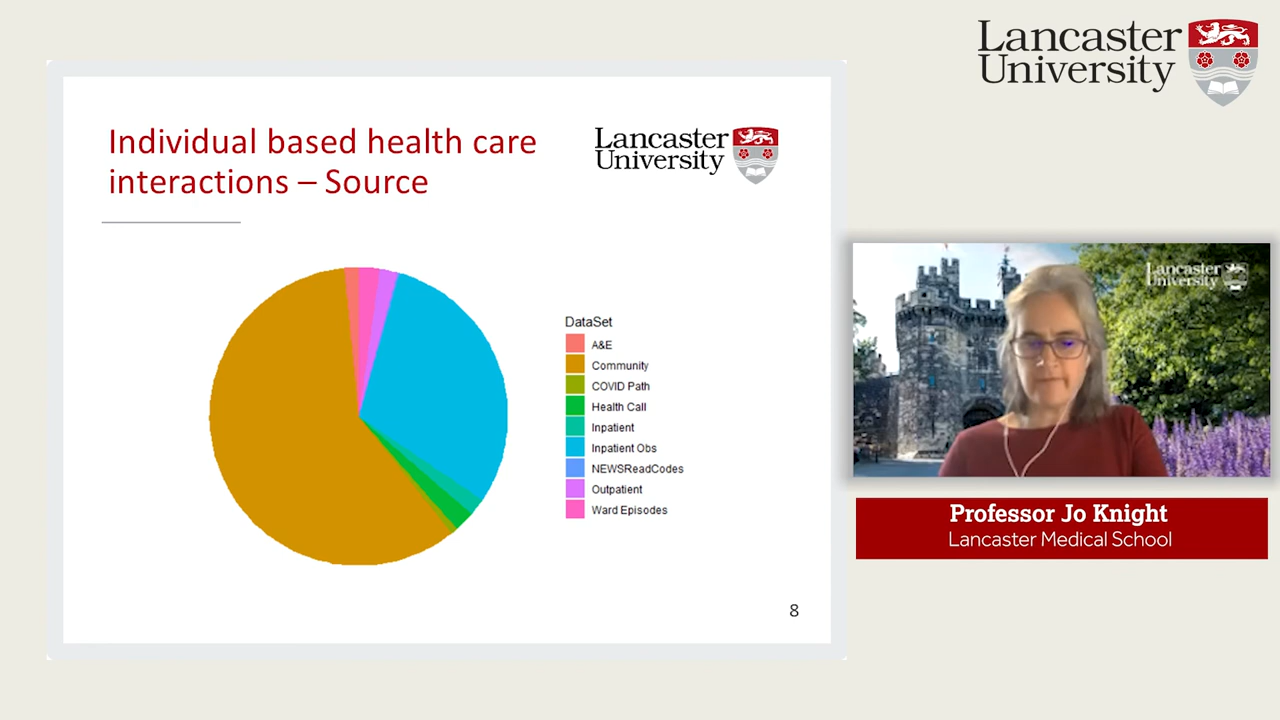 Lancaster
University
Individual based health care
interactions – Source
Lancaster
University
DataSet
A&E
Community
COVID Path
Health Call
Inpatient
Inpatient Obs
NEWSReadCodes
Outpatient
Ward Episodes
8
Lancaster
University
Professor Jo Knight
Lancaster Medical School